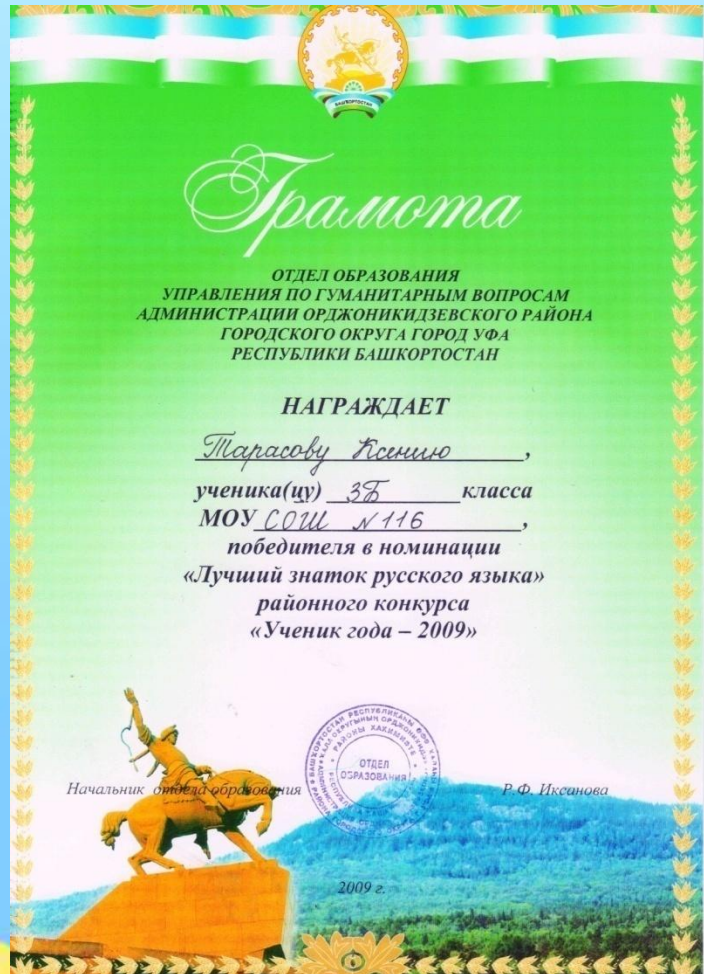 БАШҠОРТОСТАН
Грамота
ОТДЕЛ ОБРАЗОВАНИЯ
УПРАВЛЕНИЯ ПО ГУМАНИТАРНЫМ ВОПРОСАМ
АДМИНИСТРАЦИИ ОРДЖОНИКИДЗЕВСКОГО РАЙОНА
ГОРОДСКОГО ОКРУГА ГОРОД УФА
РЕСПУБЛИКИ БАШКОРТОСТАН
НАГРАЖДАЕТ
Тарасову Ксению,
ученика(цу) 3Б класса
МОУ СОШ N 116,
победителя в номинации
«Лучший знаток русского языка»
районного конкурса
«Ученик года – 2009»
ОТДЕЛ
ОБРАЗОВАНИЯ
Начальник отдела образования Р.Ф. Иксанова
2009 г.